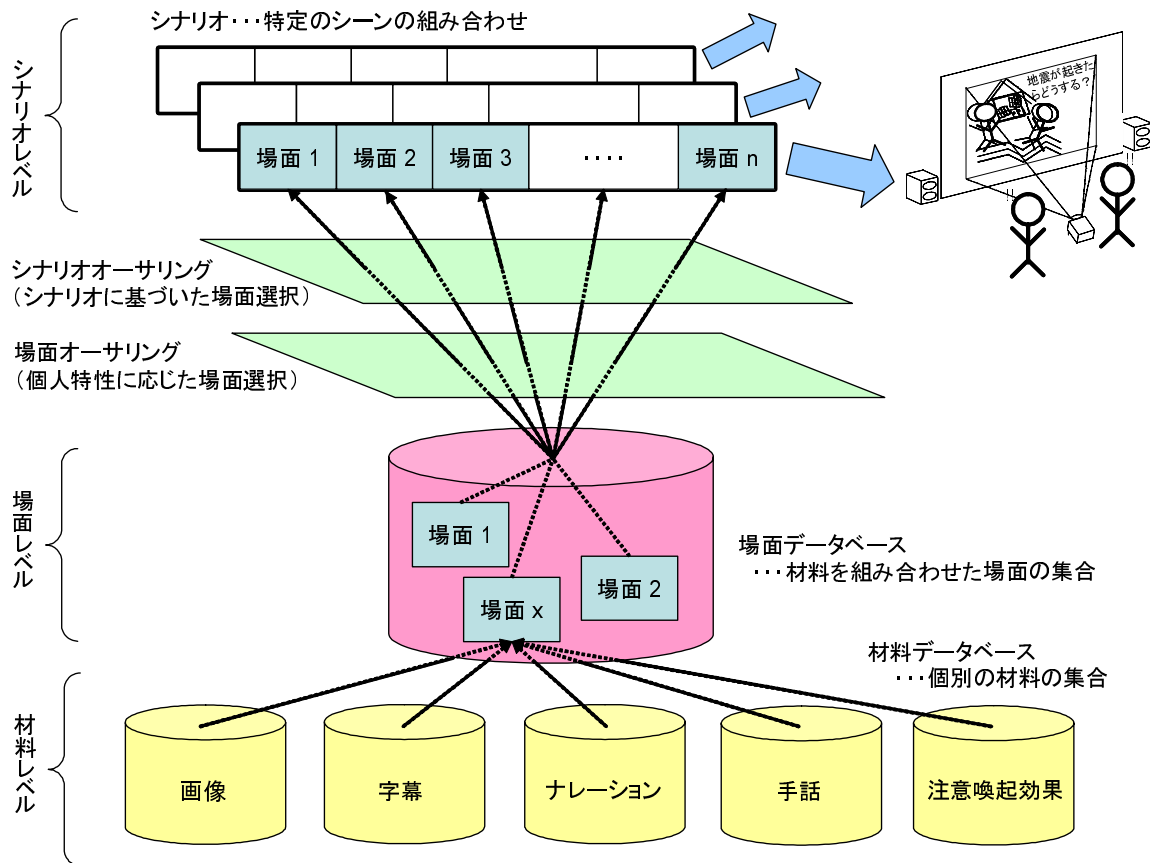 シナリオ・・・特定のシーンの組み合わせ
シナリオレベル
地震が起きた
らどうする?
場面 1
場面 2
場面 3
・・・・
場面 n
シナリオオーサリング
(シナリオに基づいた場面選択)
場面オーサリング
(個人特性に応じた場面選択)
場面レベル
場面 1
場面 2
場面 x
場面データベース
・・・材料を組み合わせた場面の集合
材料データベース
・・・個別の材料の集合
材料レベル
画像
字幕
ナレーション
手話
注意喚起効果